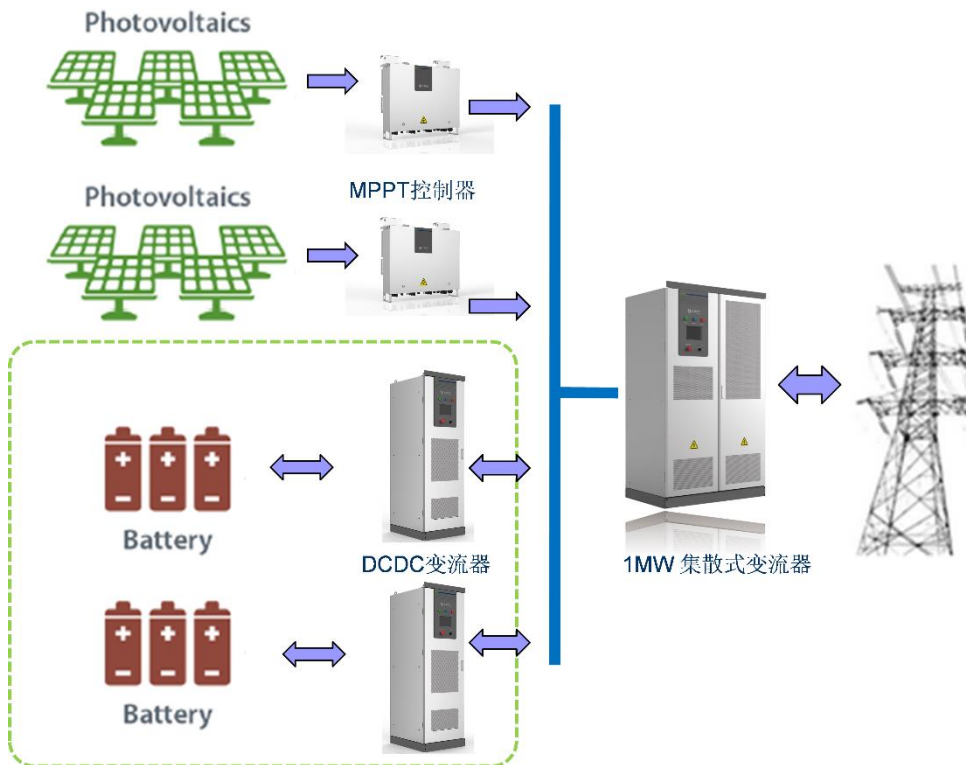 Photovoltaics
MPPT控制器
Photovoltaics
Battery
DCDC变流器
1MW 集散式变流器
Battery